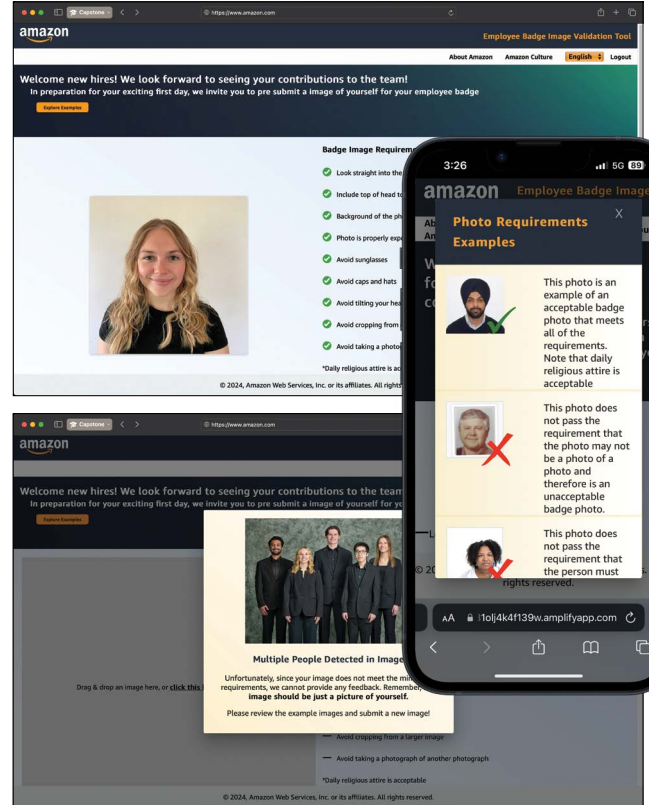 Capstone
https://www.amazon.com
amazon
Employee Badge Image Validation Tool
About Amazon Amazon Culture English Logout
Welcome new hires! We look forward to seeing your contributions to the team!
In preparation for your exciting first day, we invite you to pre submit a image of yourself for your employee badge
Explore Examples
Badge Image Requirem
Look straight into the
Include top of head to
Background of the ph
Photo is properly exp
Avoid sunglasses
Avoid caps and hats
Avoid tilting your hea
Avoid cropping from
Avoid taking a photo
*Daily religious attire is ac
© 2024, Amazon Web Services, Inc. or its affiliates. All rights
3:26 5G 89
amazon Employee Badge Image
Photo Requirements
Examples
X
This photo is an
example of an
acceptable badge
photo that meets
all of the
requirements.
Note that daily
religious attire is
acceptable
This photo does
not pass the
requirement that
the photo may not
be a photo of a
photo and
therefore is an
unacceptable
badge photo.
This photo does
not pass the
requirement that
the person must
rights reserved.
AA l1olj4k4f139w.amplifyapp.com
Capstone
https://www.amazon.com
amazon
Welcome new hires! We look forward to seeing your contributions to the team
In preparation for your exciting first day, we invite you to pre submit a image of yourself for yo
Explore Examples
Drag & drop an image here, or click this
Multiple People Detected in Image
Unfortunately, since your image does not meet the min
requirements, we cannot provide any feedback. Remember,
image should be just a picture of yourself.
Please review the example images and submit a new image!
Avoid cropping from a larger image
Avoid taking a photograph of another photograph
*Daily religious attire is acceptable
© 2024, Amazon Web Services, Inc. or its affiliates. All rights reserved.